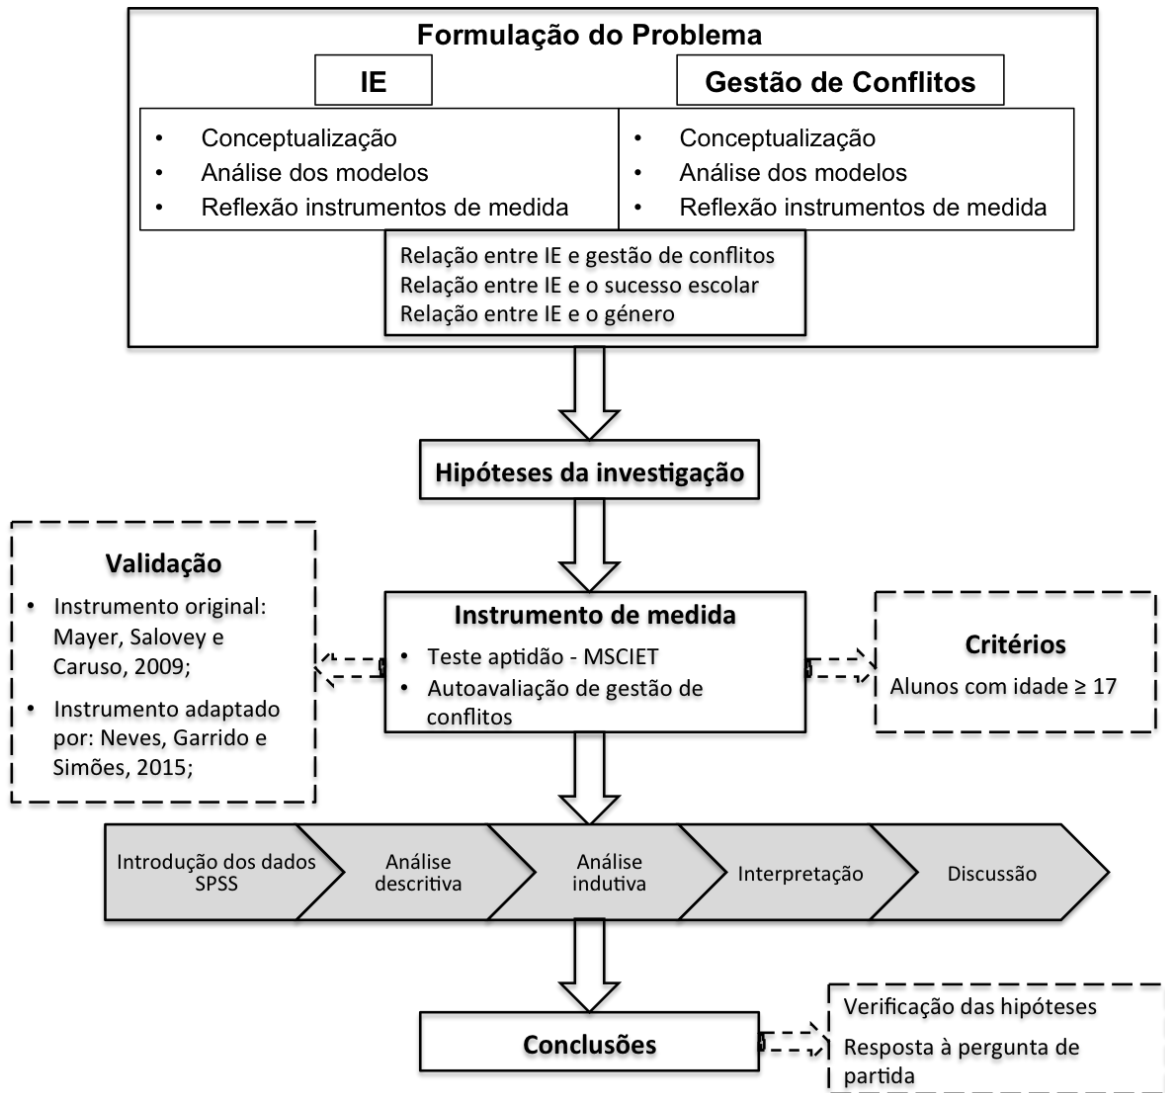 Formulação do Problema
IE
Gestão de Conflitos
• Conceptualização
• Análise dos modelos
• Reflexão instrumentos de medida
• Conceptualização
• Análise dos modelos
• Reflexão instrumentos de medida
Relação entre IE e gestão de conflitos
Relação entre IE e o sucesso escolar
Relação entre IE e o género
Hipóteses da investigação
Validação
• Instrumento original:
Mayer, Salovey e
Caruso, 2009;
• Instrumento adaptado
por: Neves, Garrido e
Simões, 2015;
Instrumento de medida
• Teste aptidão - MSCIET
• Autoavaliação de gestão de
conflitos
Critérios
Alunos com idade ≥ 17
Introdução dos dados
SPSS
Análise
descritiva
Análise
indutiva
Interpretação
Discussão
Conclusões
Verificação das hipóteses
Resposta à pergunta de
partida